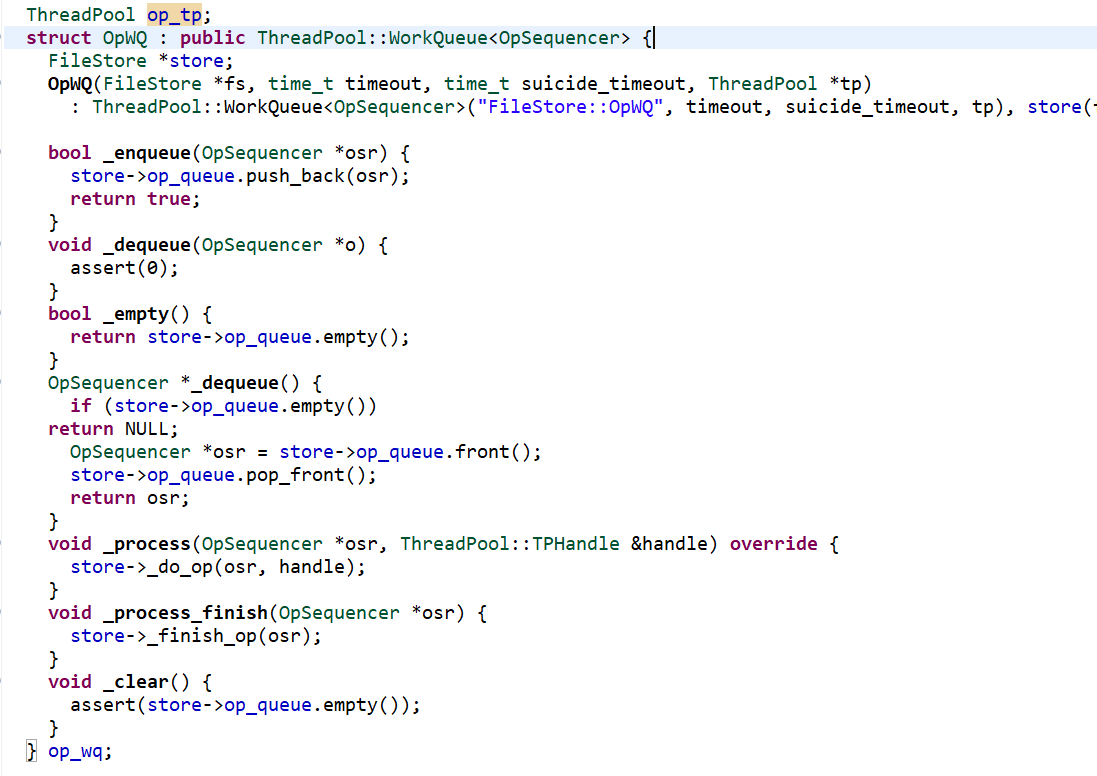 ThreadPool op_tp;
struct OpWQ : public ThreadPool::WorkQueue<OpSequencer> {
FileStore *store;
OpWQ(FileStore *fs, time_t timeout, time_t suicide_timeout, ThreadPool *tp)
: ThreadPool::WorkQueue<OpSequencer>("FileStore::OpWQ", timeout, suicide_timeout, tp), store(
bool _enqueue(OpSequencer *osr) {
store->op_queue.push_back(osr);
return true;
}
void _dequeue(OpSequencer *o) {
assert(0);
}
bool _empty() {
return store->op_queue.empty();
}
OpSequencer *_dequeue() {
if (store->op_queue.empty())
return NULL;
OpSequencer *osr = store->op_queue.front();
store->op_queue.pop_front();
return osr;
}
void _process(OpSequencer *osr, ThreadPool::TPHandle &handle) override {
store->_do_op(osr, handle);
}
void _process_finish(OpSequencer *osr) {
store->_finish_op(osr);
}
void _clear() {
assert(store->op_queue.empty());
}
} op_wq;